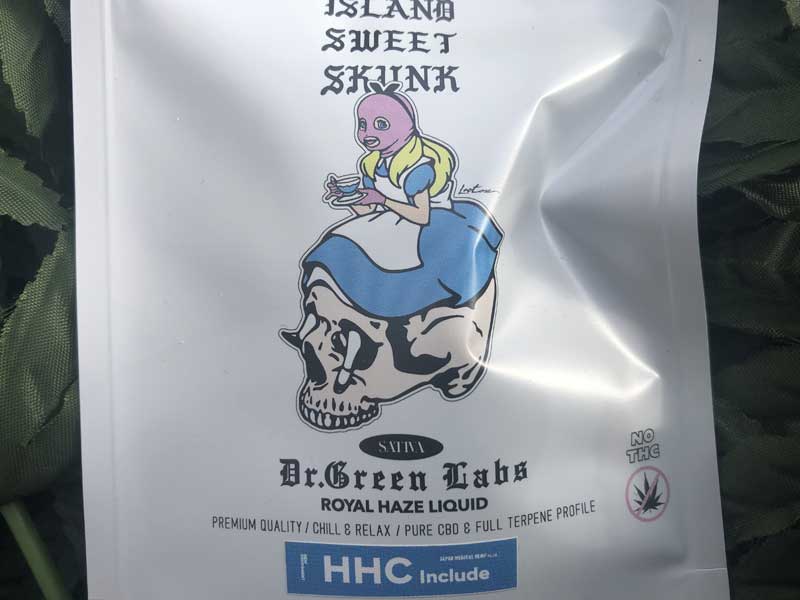 ISLAND
SWEET
SKUNK
SATIVA
Dr.Green Labs
ROYAL HAZE LIQUID
PREMIUM QUALITY / CHILL & RELAX / PURE CBD & FULL TERPENE PROFILE
NO
THC
HHC Include